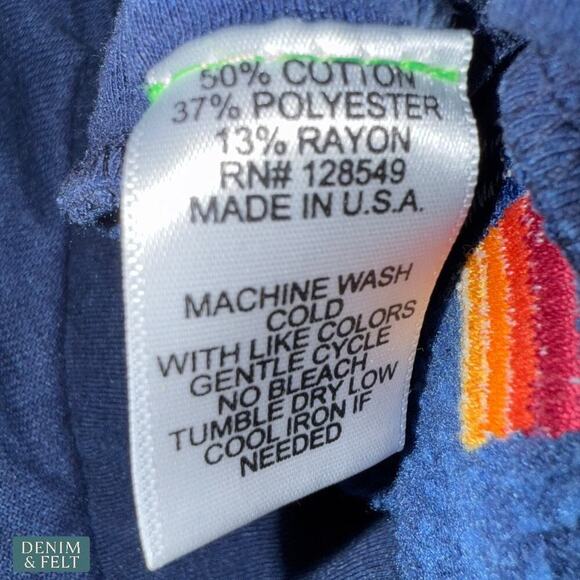 50% COTTON
37% POLYESTER
13% RAYON
RN# 128549
MADE IN U.S.A.
MACHINE WASH
COLD
WITH LIKE COLORS
GENTLE CYCLE
NO BLEACH
TUMBLE DRY LOW
COOL IRON IF
NEEDED
DENIM
& FELT